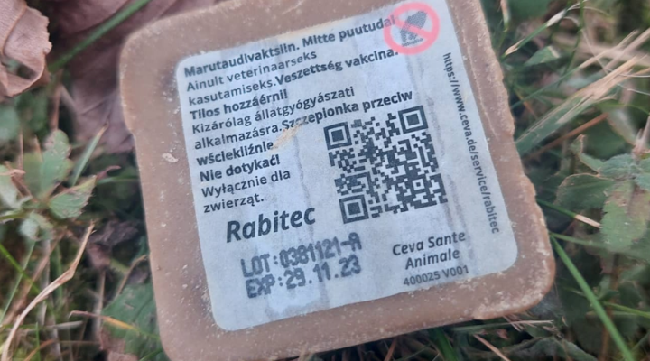 Marutaudivaktsiin. Mitte puutuda!
Ainult veterinaarseks
kasutamiseks. Veszettség vakcina.
Tilos hozzáérni!
Kizárólag állatgyógyászati
alkalmazásra. Szczepionka przeciw
wściekliźnie.
Nie dotykać!
Wyłącznie dla
zwierząt.
Rabitec
LOT:0381121-A
EXP:29.11.23
Ceva Sante
Animale
400025 V001
https://www.ceva.de/service/rabitec